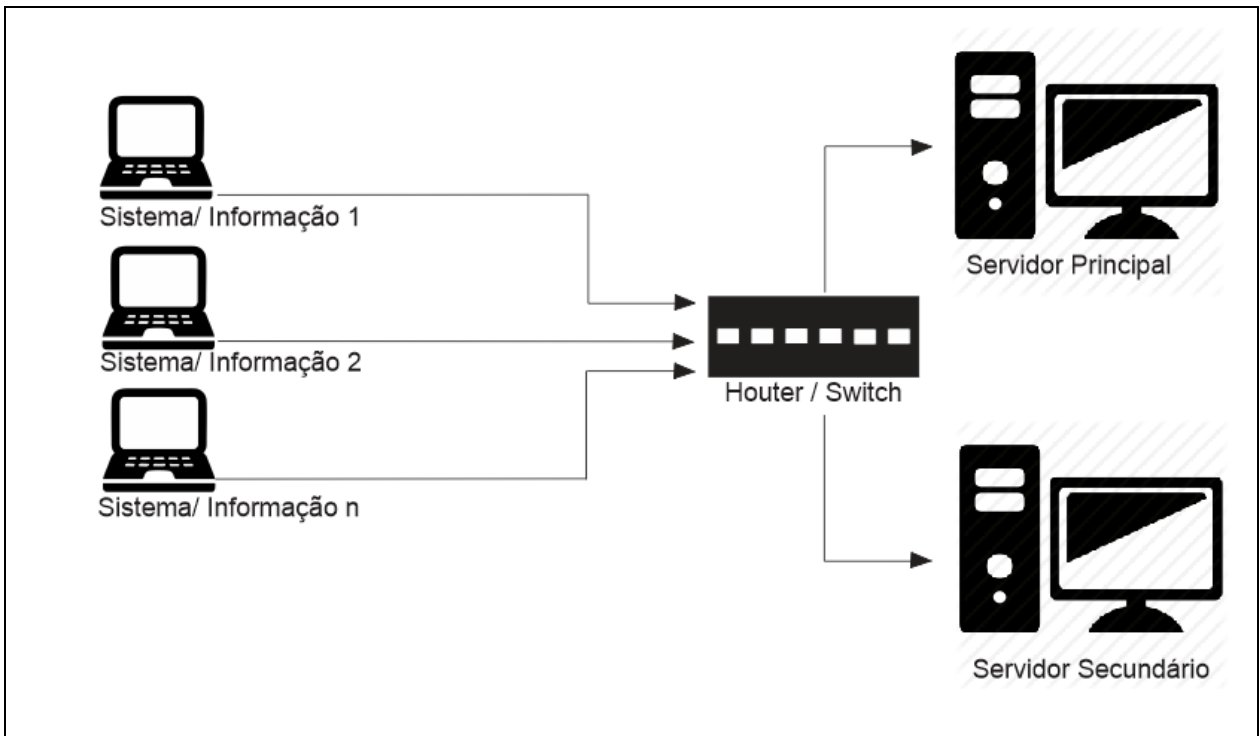 Sistema/ Informação 1
Sistema/ Informação 2
Sistema/ Informação n
Houter / Switch
Servidor Principal
Servidor Secundário